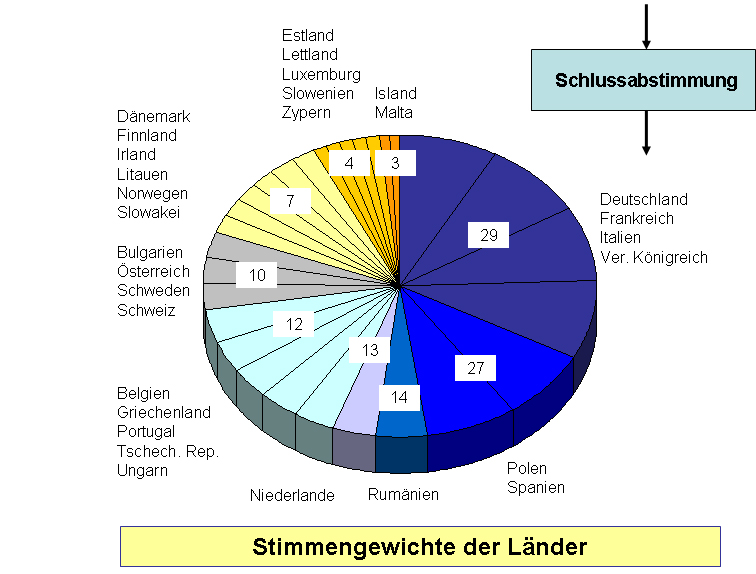 Estland
Lettland
Luxemburg
Slowenien
Zypern
Island
Malta
Schlussabstimmung
Dänemark
Finnland
Irland
Litauen
Norwegen
Slowakei
4
3
7
Deutschland
Frankreich
Italien
Ver. Königreich
29
Bulgarien
Österreich
Schweden
Schweiz
10
12
13
27
14
Belgien
Griechenland
Portugal
Tschech. Rep.
Ungarn
Niederlande
Rumänien
Polen
Spanien
Stimmengewichte der Länder